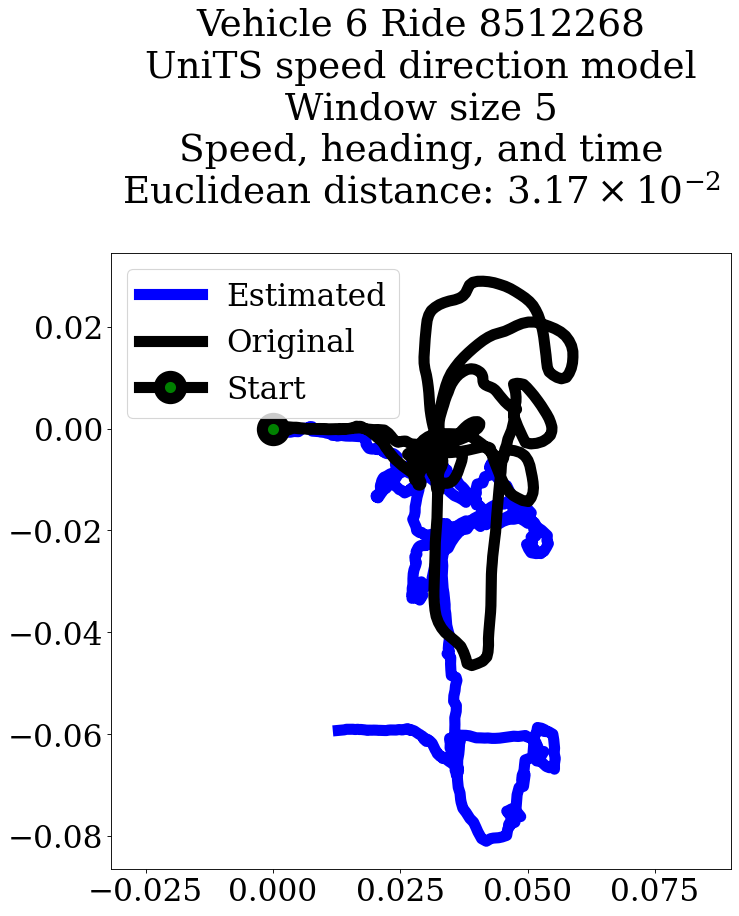 Vehicle 6 Ride 8512268
UniTS speed direction model
Window size 5
Speed, heading, and time
Euclidean distance: 3.17 × 10⁻²
Estimated
Original
Start
0.02
0.00
−0.02
−0.04
−0.06
−0.08
−0.025 0.000 0.025 0.050 0.075